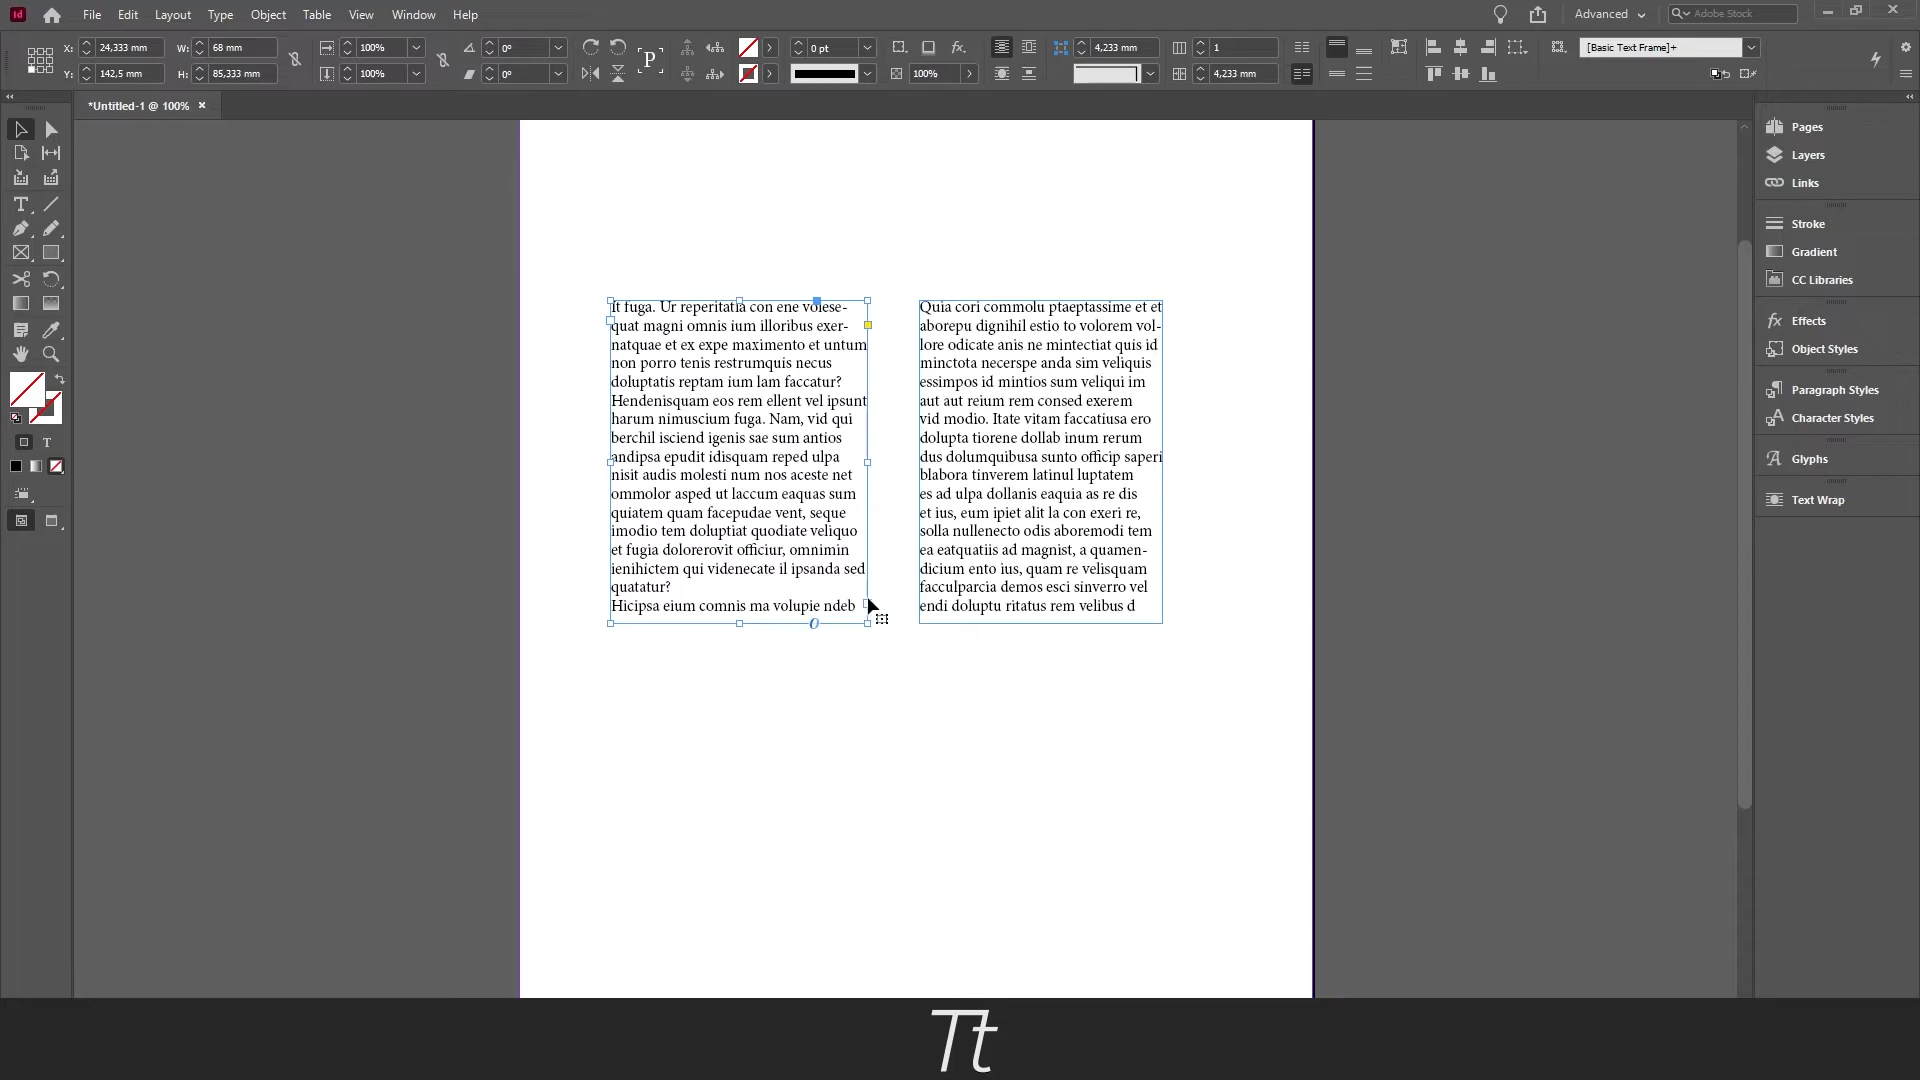 Id File Edit Layout Type Object Table View Window Help Advanced Adobe Stock
X: 24,333 mm W: 68 mm 100% 0° P 0 pt fx. 4,233 mm 1 [Basic Text Frame]+
Y: 142,5 mm H: 85,333 mm 100% 0° 100% 4,233 mm
*Untitled-1 @ 100% ×
Pages
Layers
Links
Stroke
Gradient
CC Libraries
fx Effects
Object Styles
Paragraph Styles
Character Styles
Glyphs
Text Wrap
T
T
It fuga. Ur reperitatia con ene volese-
quat magni omnis ium illoribus exer-
natquae et ex expe maximento et untum
non porro tenis restrumquis necus
doluptatis reptam ium lam faccatur?
Hendenisquam eos rem ellent vel ipsunt
harum nimuscium fuga. Nam, vid qui
berchil isciend igenis sae sum antios
andipsa epudit idisquam reped ulpa
nisit audis molesti num nos aceste net
ommolor asped ut laccum eaquas sum
quiatem quam facepudae vent, seque
imodio tem doluptiat quodiate veliquo
et fugia dolorerovit officiur, omnimin
ienihictem qui videnecate il ipsanda sed
quatatur?
Hicipsa eium comnis ma volupie ndeb
Quia cori commolu ptaeptassime et et
aborepu dignihil estio to volorem vol-
lore odicate anis ne mintectiat quis id
minctota necerspe anda sim veliquis
essimpos id mintios sum veliqui im
aut aut reium rem consed exerem
vid modio. Itate vitam faccatiusa ero
dolupta tiorene dollab inum rerum
dus dolumquibusa sunto officip saperi
blabora tinverem latinul luptatem
es ad ulpa dollanis eaquia as re dis
et ius, eum ipiet alit la con exeri re,
solla nullenecto odis aboremodi tem
ea eatquatiis ad magnist, a quamen-
dicium ento ius, quam re velisquam
facculparcia demos esci sinverro vel
endi doluptu ritatus rem velibus d
Tt